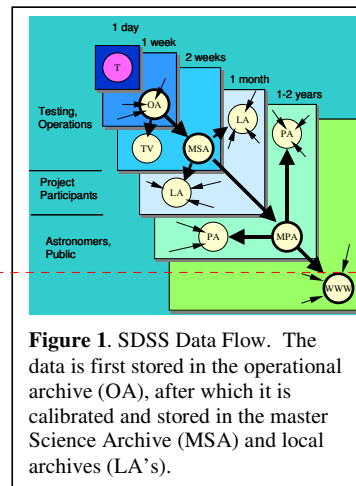 1 day
1 week
2 weeks
1 month
1-2 years
T
OA
TV
MSA
LA
PA
LA
PA
MPA
WWW
Testing,
Operations
Project
Participants
Astronomers,
Public
Figure 1. SDSS Data Flow. The
data is first stored in the operational
archive (OA), after which it is
calibrated and stored in the master
Science Archive (MSA) and local
archives (LA's).